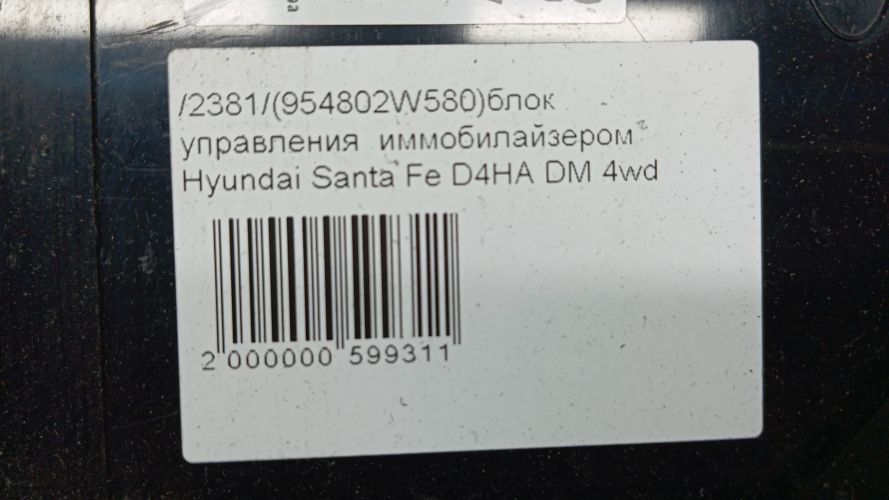 /2381/(954802W580)блок
управления иммобилайзером
Hyundai Santa Fe D4HA DM 4wd
2 000000 599311